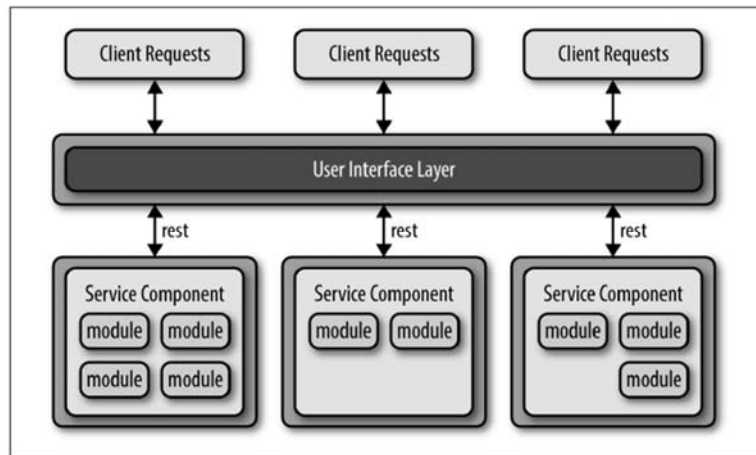 Client Requests
Client Requests
Client Requests
User Interface Layer
rest
rest
rest
Service Component
module module
module module
Service Component
module module
Service Component
module module
module